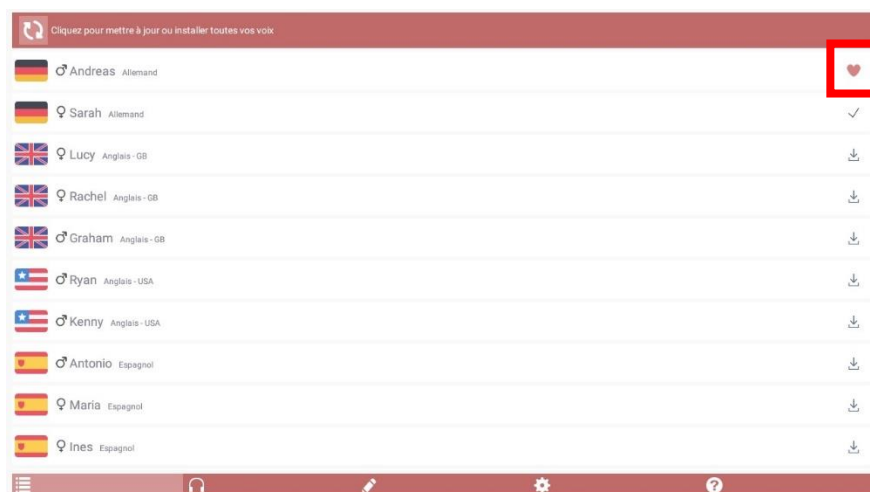 Cliquez pour mettre à jour ou installer toutes vos voix
Andreas Allemand
Sarah Allemand
Lucy Anglais - GB
Rachel Anglais - GB
Graham Anglais - GB
Ryan Anglais - USA
Kenny Anglais - USA
Antonio Espagnol
Maria Espagnol
Ines Espagnol